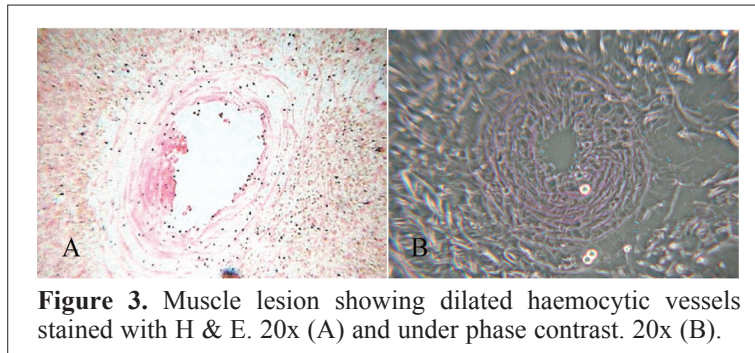 A
B
Figure 3. Muscle lesion showing dilated haemocytic vessels
stained with H & E. 20x (A) and under phase contrast. 20x (B).